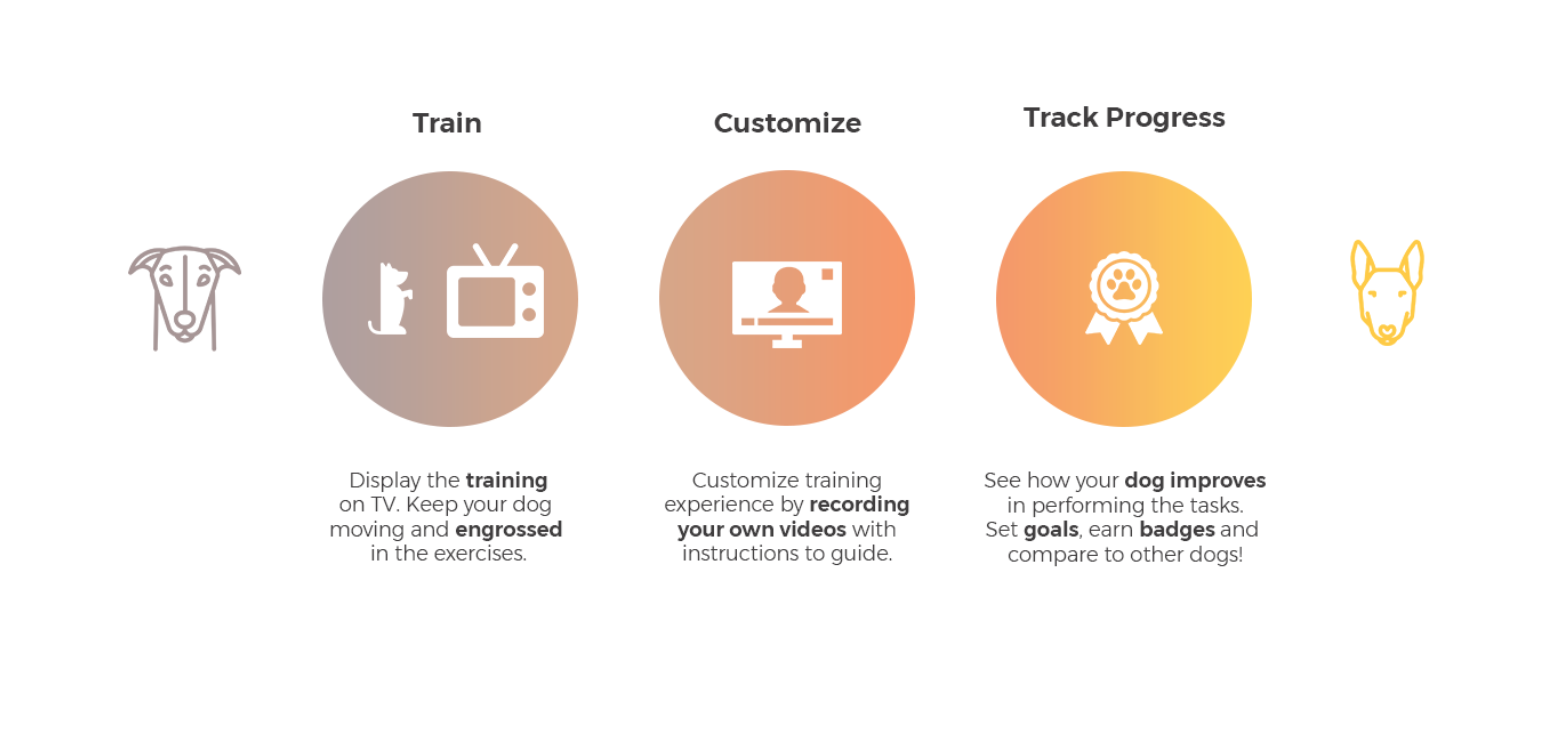 Train
Display the training
on TV. Keep your dog
moving and engrossed
in the exercises.
Customize
Customize training
experience by recording
your own videos with
instructions to guide.
Track Progress
See how your dog improves
in performing the tasks.
Set goals, earn badges and
compare to other dogs!